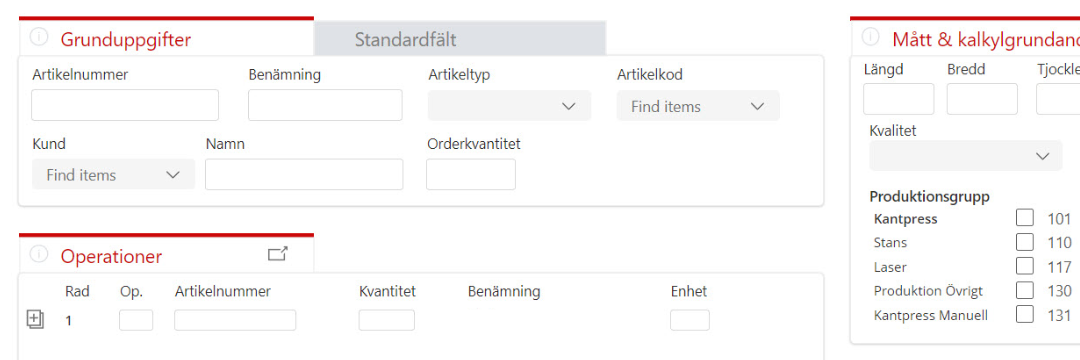 Grunduppgifter
Standardfält
Artikelnummer
Benämning
Artikeltyp
Artikelkod
Find items
Kund
Namn
Orderkvantitet
Find items
Operationer
Rad
Op.
Artikelnummer
Kvantitet
Benämning
Enhet
1
Mått & kalkylgrundand
Längd
Bredd
Tjockle
Kvalitet
Produktionsgrupp
Kantpress 101
Stans 110
Laser 117
Produktion Övrigt 130
Kantpress Manuell 131